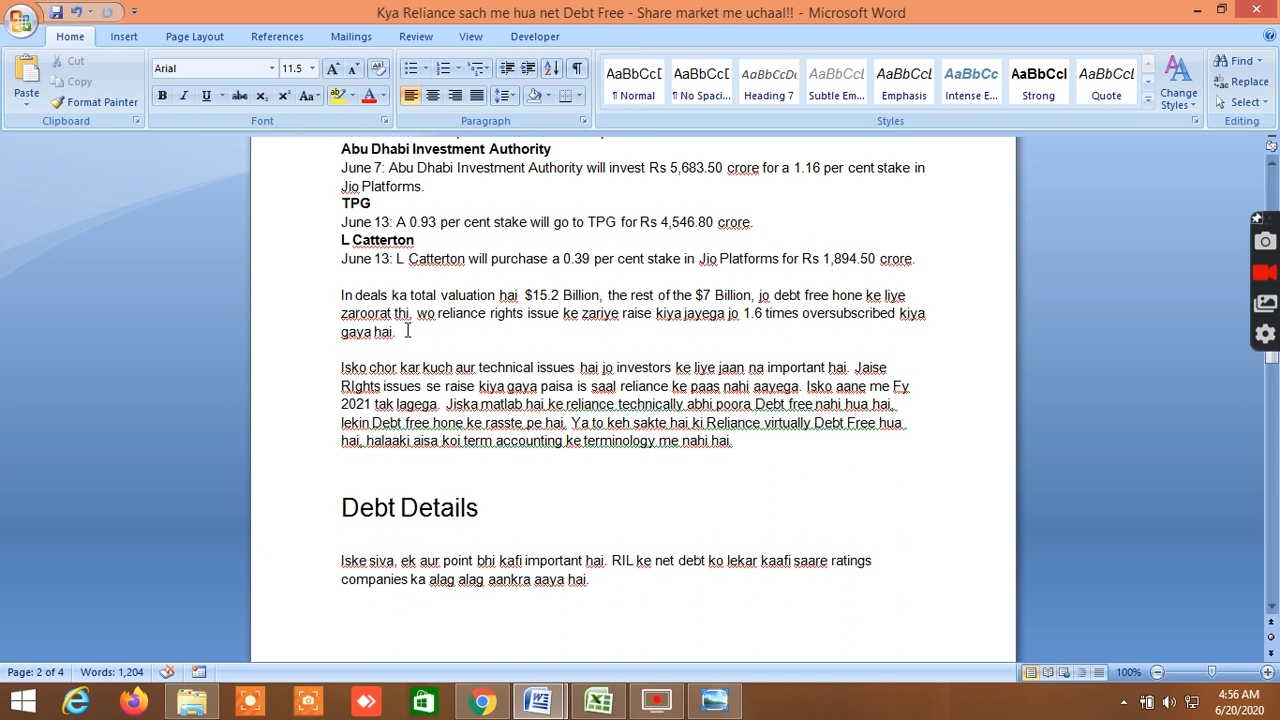 Kya Reliance sach me hua net Debt Free - Share market me uchaal!! - Microsoft Word
Home Insert Page Layout References Mailings Review View Developer
Cut
Copy
Format Painter
Paste
Clipboard
Arial 11.5
Font
Paragraph
AaBbCcD AaBbCcD AaBbCcDd AaBbCcDd AaBbCcDd AaBbCc AaBbCcD AaBbCcD
¶ Normal ¶ No Spaci... Heading 7 Subtle Em... Emphasis Intense E... Strong Quote
Change Styles
Styles
Find
Replace
Select
Editing
Abu Dhabi Investment Authority
June 7: Abu Dhabi Investment Authority will invest Rs 5,683.50 crore for a 1.16 per cent stake in
Jio Platforms.
TPG
June 13: A 0.93 per cent stake will go to TPG for Rs 4,546.80 crore.
L Catterton
June 13: L Catterton will purchase a 0.39 per cent stake in Jio Platforms for Rs 1,894.50 crore.
In deals ka total valuation hai $15.2 Billion, the rest of the $7 Billion, jo debt free hone ke liye
zaroorat thi, wo reliance rights issue ke zariye raise kiya jayega jo 1.6 times oversubscribed kiya
gaya hai.
Isko chor kar kuch aur technical issues hai jo investors ke liye jaan na important hai. Jaise
RIghts issues se raise kiya gaya paisa is saal reliance ke paas nahi aayega. Isko aane me Fy
2021 tak lagega. Jiska matlab hai ke reliance technically abhi poora Debt free nahi hua hai,
lekin Debt free hone ke rasste pe hai. Ya to keh sakte hai ki Reliance virtually Debt Free hua
hai, halaaki aisa koi term accounting ke terminology me nahi hai.
Debt Details
Iske siva, ek aur point bhi kafi important hai. RIL ke net debt ko lekar kaafi saare ratings
companies ka alag alag aankra aaya hai.
Page: 2 of 4 Words: 1,204 100%
4:56 AM
6/20/2020